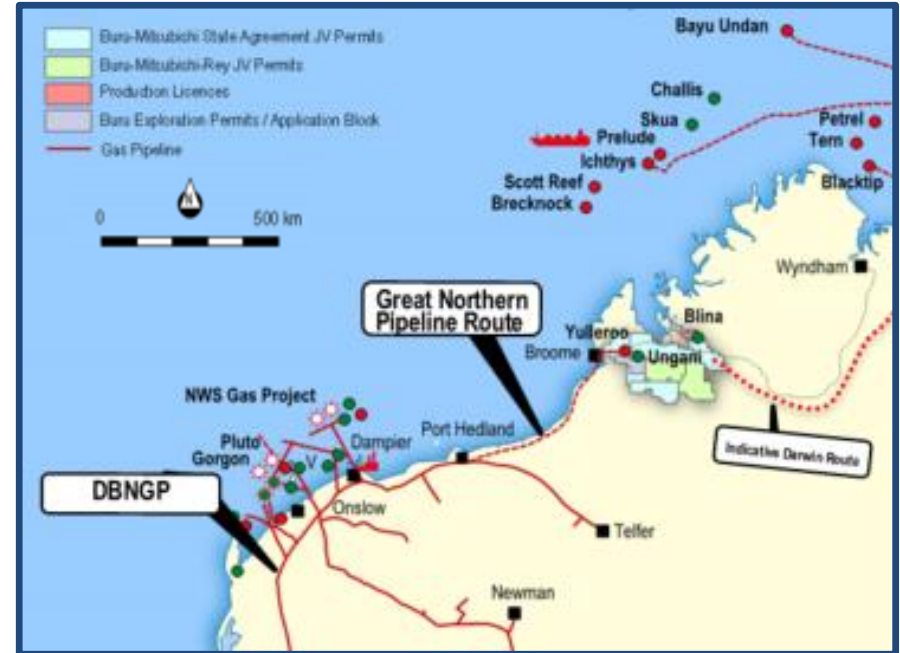 Buru-Mitsubichi State Agreement JV Permits
Buru-Mitsubishi-Rey JV Permits
Production Licences
Buru Exploration Permits / Application Block
Gas Pipeline
N
0 500 km
Bayu Undan
Challis
Skua
Prelude
Ichthys
Petrel
Tern
Blacktip
Scott Reef
Brecknock
Wyndham
Great Northern
Pipeline Route
Yulleroo
Blina
Broome
Ungani
NWS Gas Project
Pluto
Gorgon
Dampier
Port Hedland
Indicative Darwin Route
DBNGP
V
Onslow
Telfer
Newman